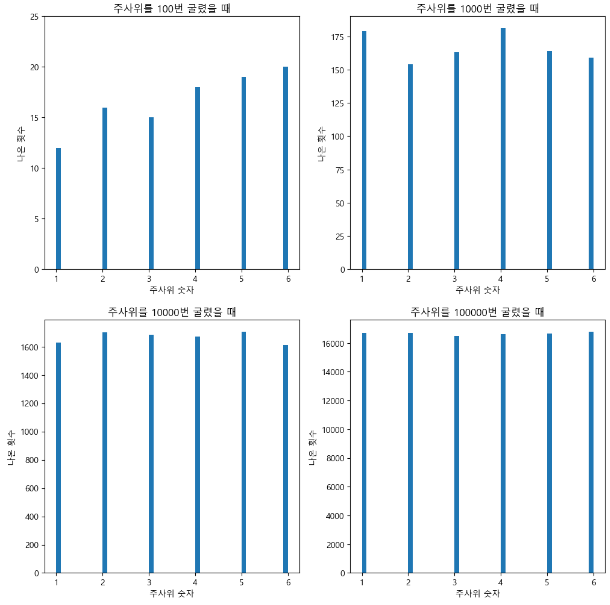 주사위를 100번 굴렸을 때
25
20
15
10
5
0
나온 횟수
1 2 3 4 5 6
주사위 숫자
주사위를 1000번 굴렸을 때
175
150
125
100
75
50
25
0
나온 횟수
1 2 3 4 5 6
주사위 숫자
주사위를 10000번 굴렸을 때
1600
1400
1200
1000
800
600
400
200
0
나온 횟수
1 2 3 4 5 6
주사위 숫자
주사위를 100000번 굴렸을 때
16000
14000
12000
10000
8000
6000
4000
2000
0
나온 횟수
1 2 3 4 5 6
주사위 숫자